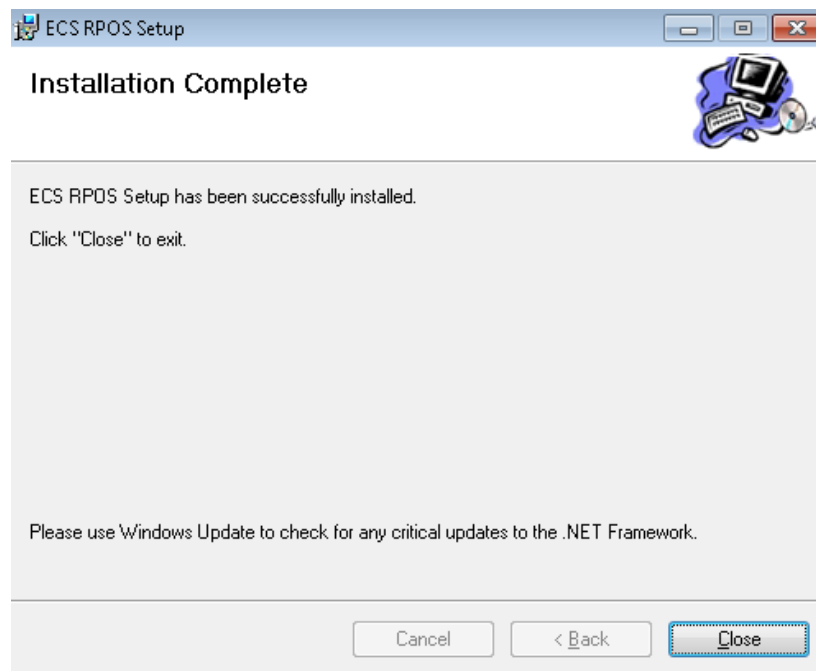 ECS RPOS Setup
Installation Complete
ECS RPOS Setup has been successfully installed.
Click "Close" to exit.
Please use Windows Update to check for any critical updates to the .NET Framework.
Cancel
< Back
Close